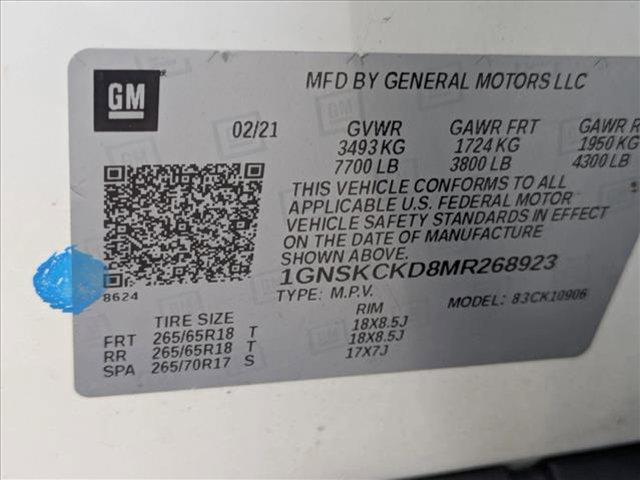 GM
MFD BY GENERAL MOTORS LLC
02/21 GVWR GAWR FRT GAWR R
3493 KG 1724 KG 1950 KG
7700 LB 3800 LB 4300 LB
THIS VEHICLE CONFORMS TO ALL
APPLICABLE U.S. FEDERAL MOTOR
VEHICLE SAFETY STANDARDS IN EFFECT
ON THE DATE OF MANUFACTURE
SHOWN ABOVE.
1GNSKCKD8MR268923
8624
TYPE: M.P.V. MODEL: 83CK10906
TIRE SIZE RIM
FRT 265/65R18 T 18X8.5J
RR 265/65R18 T 18X8.5J
SPA 265/70R17 S 17X7J